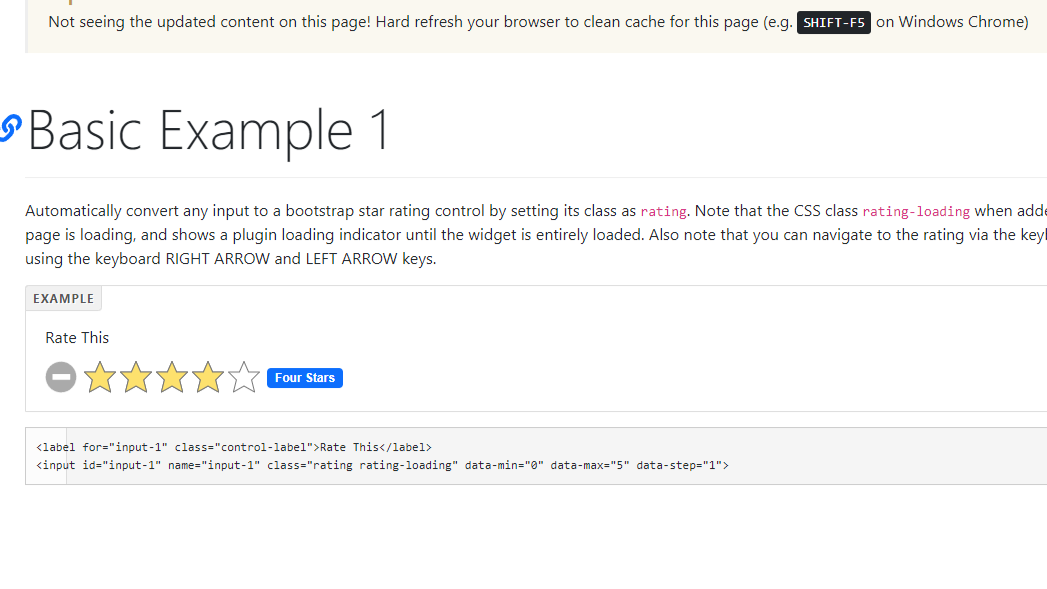 Not seeing the updated content on this page! Hard refresh your browser to clean cache for this page (e.g. SHIFT-F5 on Windows Chrome)
Basic Example 1
Automatically convert any input to a bootstrap star rating control by setting its class as rating. Note that the CSS class rating-loading when
page is loading, and shows a plugin loading indicator until the widget is entirely loaded. Also note that you can navigate to the rating via the
using the keyboard RIGHT ARROW and LEFT ARROW keys.
EXAMPLE
Rate This
Four Stars
<label for="input-1" class="control-label">Rate This</label>
<input id="input-1" name="input-1" class="rating rating-loading" data-min="0" data-max="5" data-step="1">